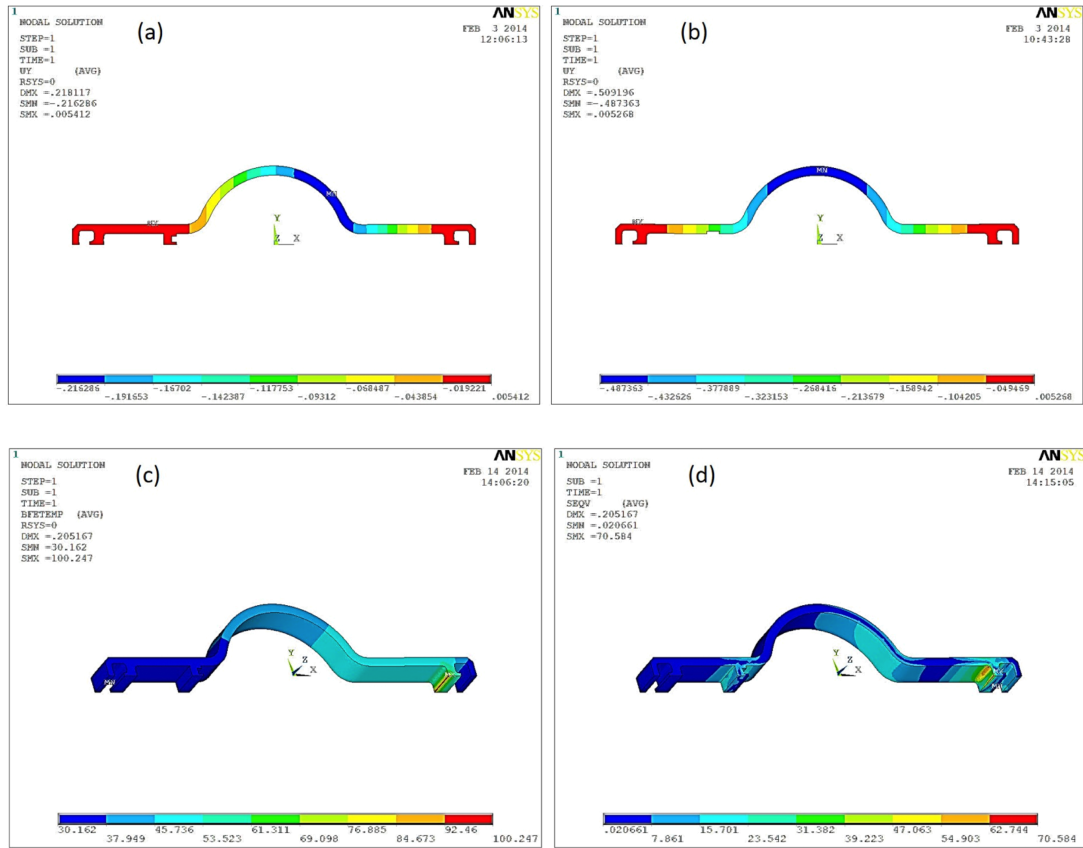 1
ANSYS
NODAL SOLUTION
(a)
FEB 3 2014
12:06:13
STEP=1
SUB =1
TIME=1
UY (AVG)
RSYS=0
DMX =.218117
SMN =-.216286
SMX =.005412
MX
MN
Y
Z X
-.216286 -.16702 -.117753 -.068487 -.019221
-.191653 -.142387 -.09312 -.043854 .005412
1
ANSYS
NODAL SOLUTION
(b)
FEB 3 2014
10:43:28
STEP=1
SUB =1
TIME=1
UY (AVG)
RSYS=0
DMX =.509196
SMN =-.487363
SMX =.005268
MN
MX
Y
Z X
-.487363 -.377889 -.268416 -.158942 -.049469
-.432626 -.323153 -.213679 -.104205 .005268
1
ANSYS
NODAL SOLUTION
(c)
FEB 14 2014
14:06:20
STEP=1
SUB =1
TIME=1
BFETEMP (AVG)
RSYS=0
DMX =.205167
SMN =30.162
SMX =100.247
Y Z
X
MN
30.162 45.736 61.311 76.885 92.46
37.949 53.523 69.098 84.673 100.247
1
ANSYS
NODAL SOLUTION
(d)
FEB 14 2014
14:15:05
SUB =1
TIME=1
SEQV (AVG)
DMX =.205167
SMN =.020661
SMX =70.584
Y Z
X
.020661 15.701 31.382 47.063 62.744
7.861 23.542 39.223 54.903 70.584